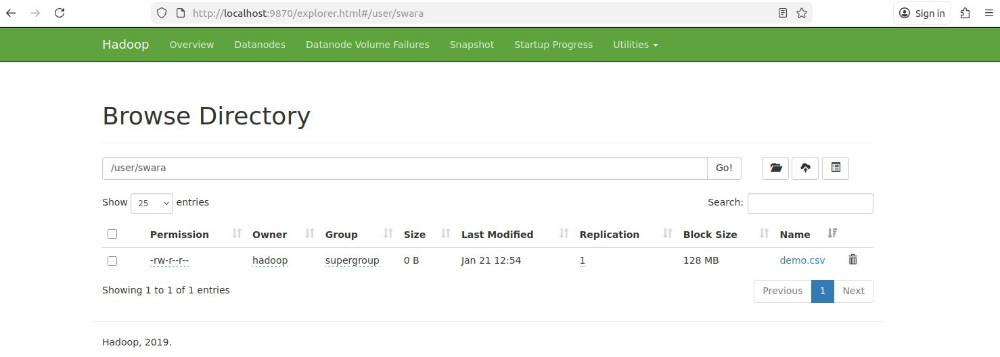 http://localhost:9870/explorer.html#/user/swara Sign in
Hadoop Overview Datanodes Datanode Volume Failures Snapshot Startup Progress Utilities
Browse Directory
/user/swara Go!
Show 25 entries Search:
Permission Owner Group Size Last Modified Replication Block Size Name
-rw-r--r-- hadoop supergroup 0 B Jan 21 12:54 1 128 MB demo.csv
Showing 1 to 1 of 1 entries Previous 1 Next
Hadoop, 2019.